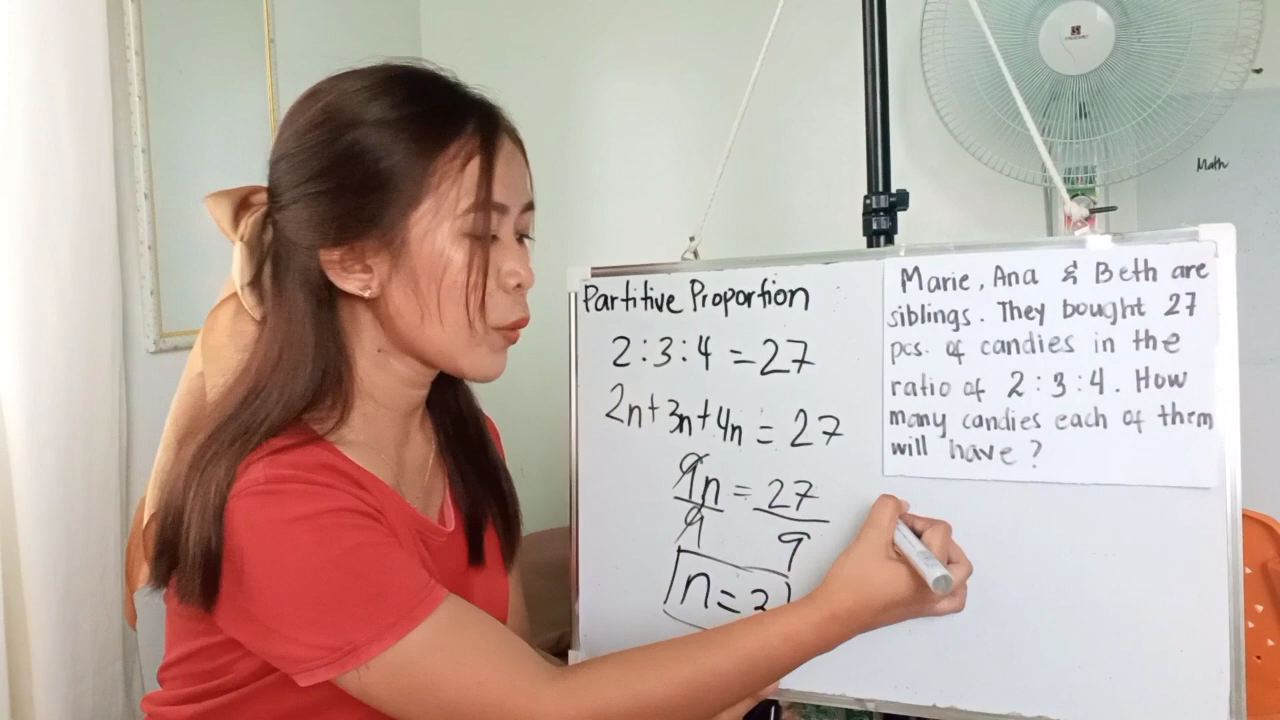 Partitive Proportion
2:3:4 = 27
2n+3n+4n = 27
9n = 27
9 9
n=3
Marie, Ana & Beth are
siblings. They bought 27
pcs. of candies in the
ratio of 2:3:4. How
many candies each of them
will have?
Math